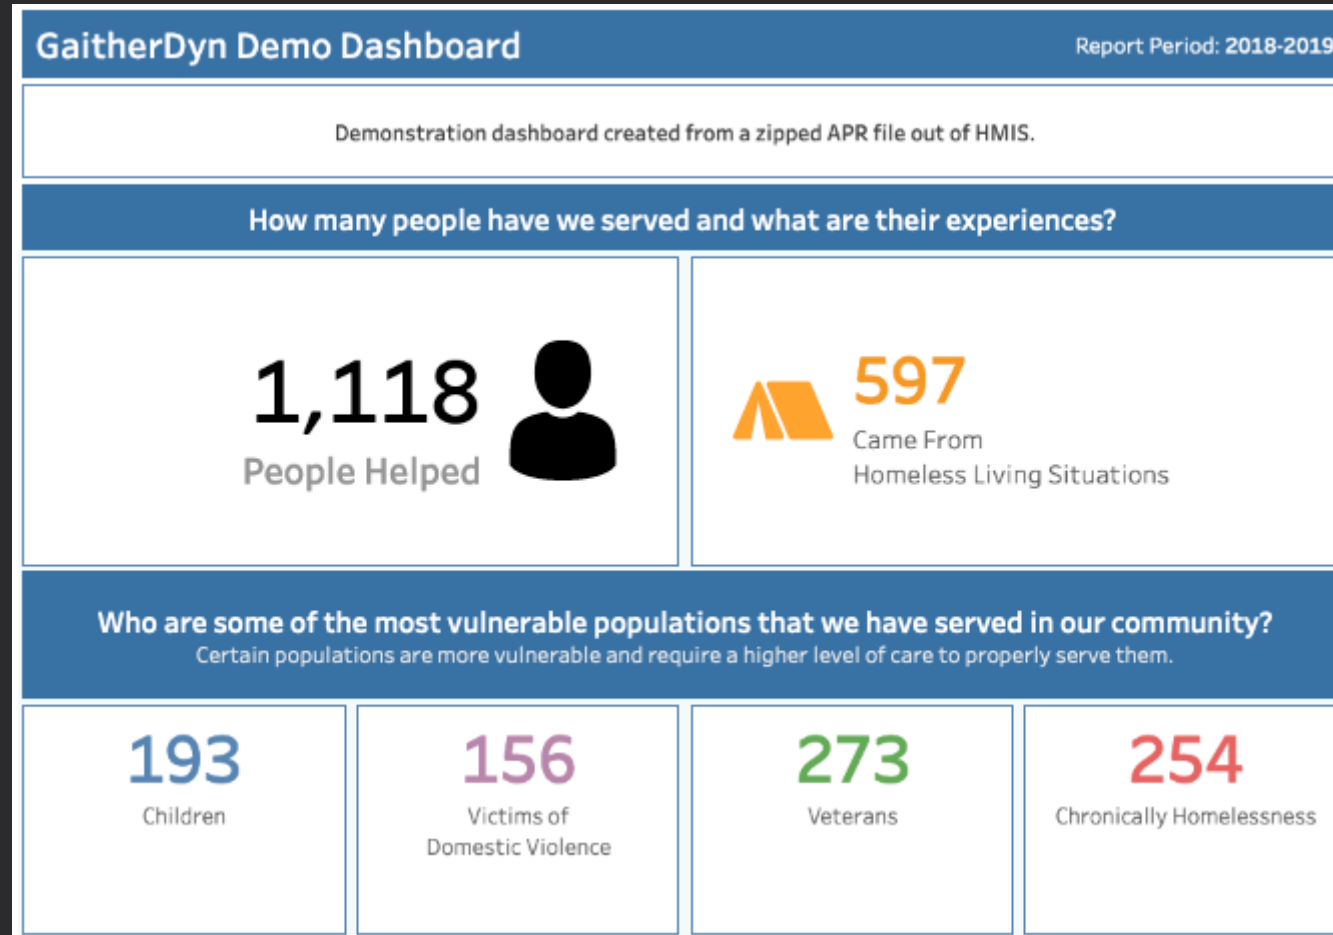 GaitherDyn Demo Dashboard
Report Period: 2018-2019
Demonstration dashboard created from a zipped APR file out of HMIS.
How many people have we served and what are their experiences?
1,118
People Helped
597
Came From
Homeless Living Situations
Who are some of the most vulnerable populations that we have served in our community?
Certain populations are more vulnerable and require a higher level of care to properly serve them.
193
Children
156
Victims of
Domestic Violence
273
Veterans
254
Chronically Homelessness